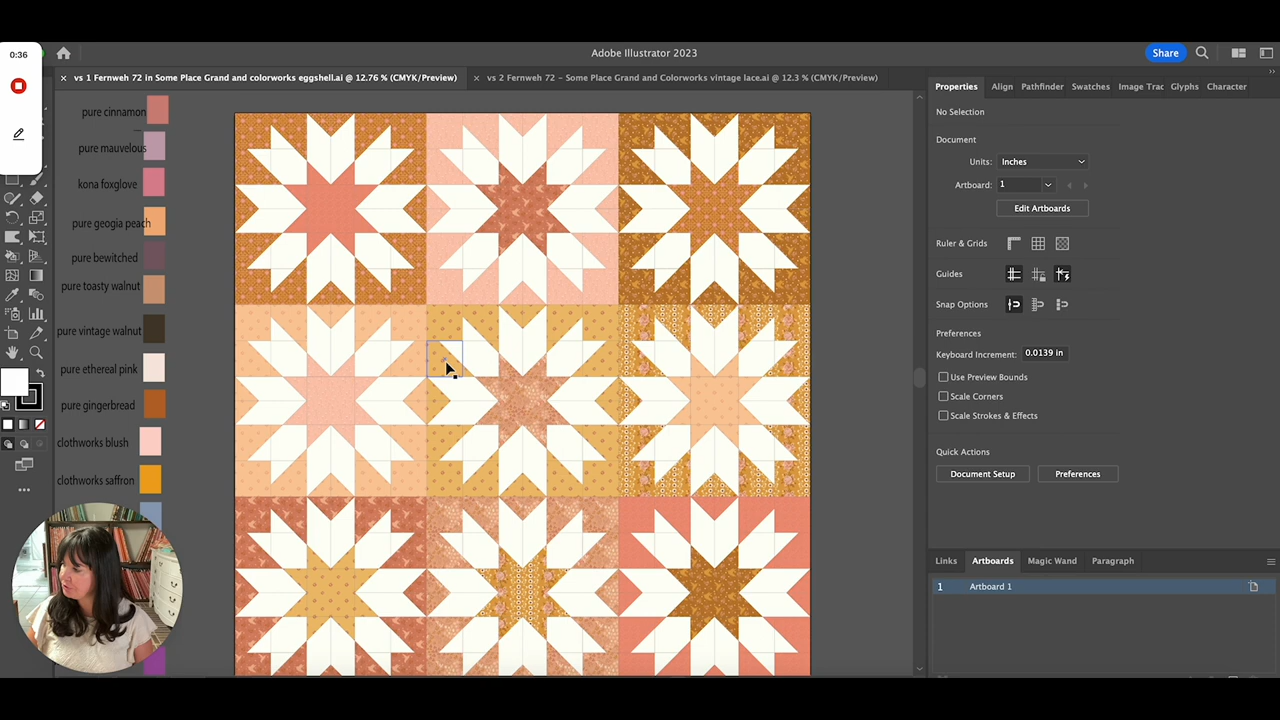 0:36
Adobe Illustrator 2023
Share
× vs 1 Fernweh 72 in Some Place Grand and colorworks eggshell.ai @ 12.76 % (CMYK/Preview)
× vs 2 Fernweh 72 - Some Place Grand and Colorworks vintage lace.ai @ 12.3 % (CMYK/Preview)
pure cinnamon
pure mauvelous
kona foxglove
pure geogia peach
pure bewitched
pure toasty walnut
pure vintage walnut
pure ethereal pink
pure gingerbread
clothworks blush
clothworks saffron
Properties
Align
Pathfinder
Swatches
Image Trac
Glyphs
Character
No Selection
Document
Units: Inches
Artboard: 1
Edit Artboards
Ruler & Grids
Guides
Snap Options
Preferences
Keyboard Increment: 0.0139 in
Use Preview Bounds
Scale Corners
Scale Strokes & Effects
Quick Actions
Document Setup
Preferences
Links
Artboards
Magic Wand
Paragraph
1 Artboard 1